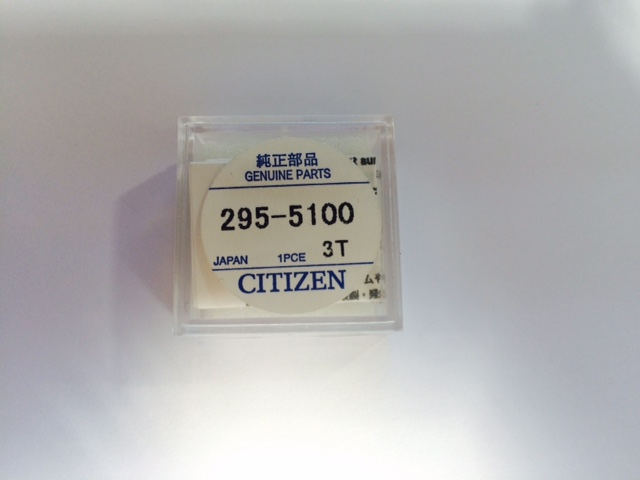 純正部品
GENUINE PARTS
295-5100
3T
JAPAN 1PCE
CITIZEN